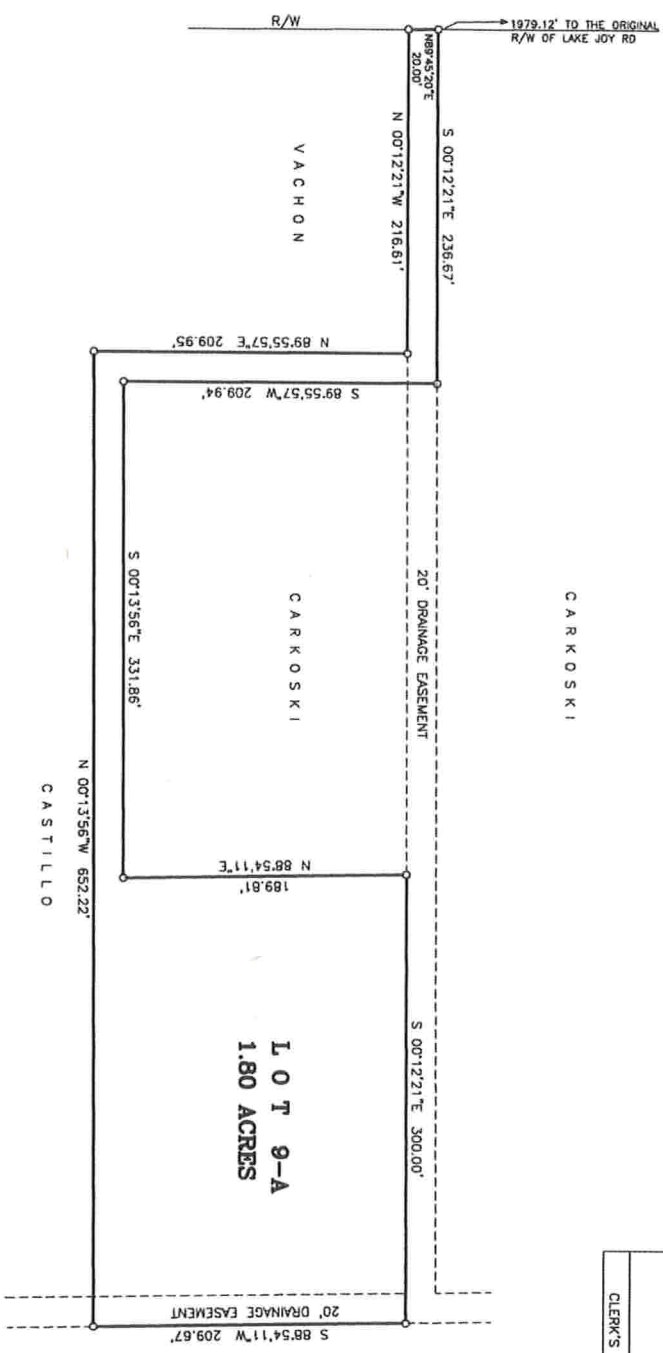 R/W
1979.12' TO THE ORIGINAL
R/W OF LAKE JOY RD
N89°45'20"E
20.00'
S 00°12'21"E 236.67'
N 00°12'21"W 216.61'
VACHON
N 89°55'57"E 209.95'
S 89°55'57"W 209.94'
20' DRAINAGE EASEMENT
CARKOSKI
CARKOSKI
S 00°13'56"E 331.86'
N 00°13'56"W 652.22'
CASTILLO
N 88°54'11"E
189.81'
S 00°12'21"E 300.00'
LOT 9-A
1.80 ACRES
20' DRAINAGE EASEMENT
S 88°54'11"W 209.67'
CLERK'S